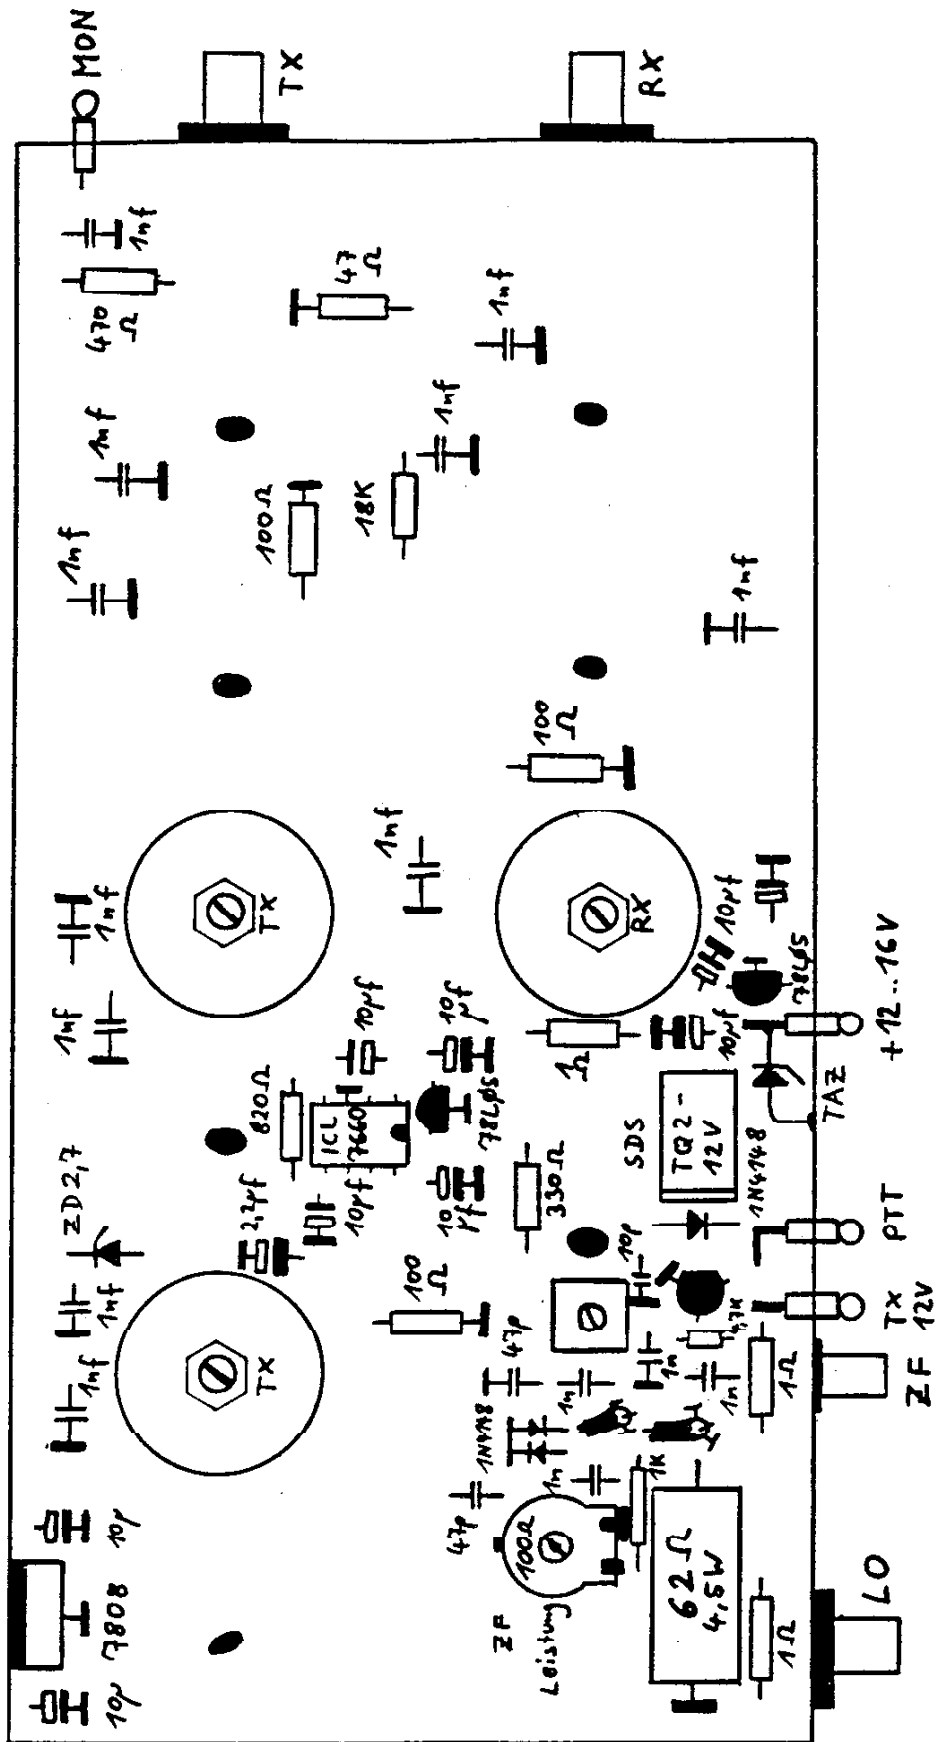 MON
TX
RX
1nf
470
Ω
47
Ω
1nf
1nf
1nf
100Ω
18K
1nf
1nf
100
Ω
1nf
1nf
TX
1nf
RX
10µf
78L05
+12..16V
1nf
10µf
10
µf
1Ω
10µf
TAZ
820Ω
ICL
7660
78L05
SDS
TQ2-
12V
1N4148
ZD2,7
2,2µf
10µf
10
µf
330Ω
PTT
10p
1nf
100
Ω
4,7K
TX
12V
1nf
TX
47p
1n
1n
1n
1Ω
ZF
1N4148
1n
1K
47p
10µ
7808
10µ
100Ω
ZF
Leistung
62Ω
4,5W
1Ω
LO